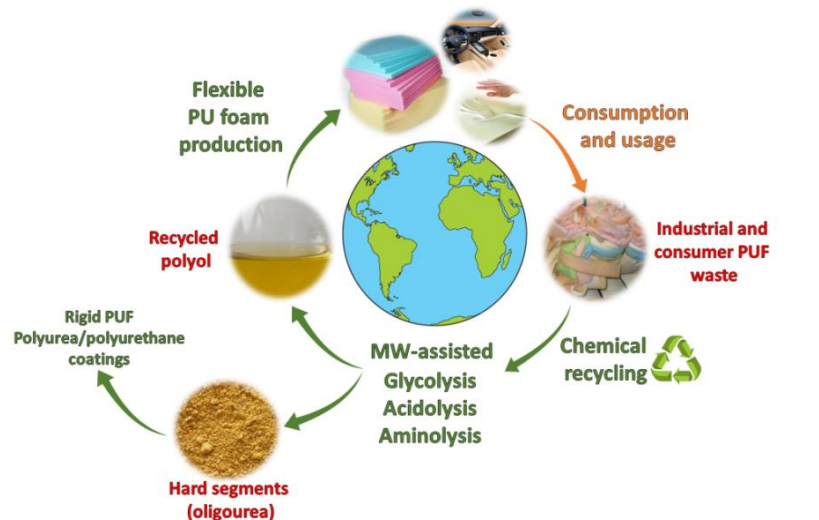 Flexible
PU foam
production
Consumption
and usage
Recycled
polyol
Industrial and
consumer PUF
waste
Rigid PUF
Polyurea/polyurethane
coatings
MW-assisted
Glycolysis
Acidolysis
Aminolysis
Chemical
recycling
Hard segments
(oligourea)